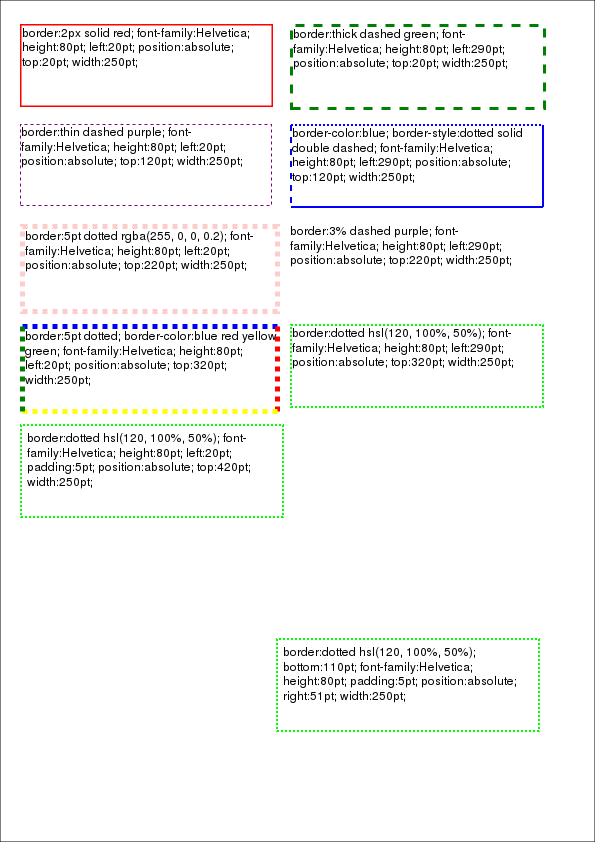 border:2px solid red; font-family:Helvetica;
height:80pt; left:20pt; position:absolute;
top:20pt; width:250pt;
border:thick dashed green; font-
family:Helvetica; height:80pt; left:290pt;
position:absolute; top:20pt; width:250pt;
border:thin dashed purple; font-
family:Helvetica; height:80pt; left:20pt;
position:absolute; top:120pt; width:250pt;
border-color:blue; border-style:dotted solid
double dashed; font-family:Helvetica;
height:80pt; left:290pt; position:absolute;
top:120pt; width:250pt;
border:5pt dotted rgba(255, 0, 0, 0.2); font-
family:Helvetica; height:80pt; left:20pt;
position:absolute; top:220pt; width:250pt;
border:3% dashed purple; font-
family:Helvetica; height:80pt; left:290pt;
position:absolute; top:220pt; width:250pt;
border:5pt dotted; border-color:blue red yellow
green; font-family:Helvetica; height:80pt;
left:20pt; position:absolute; top:320pt;
width:250pt;
border:dotted hsl(120, 100%, 50%); font-
family:Helvetica; height:80pt; left:290pt;
position:absolute; top:320pt; width:250pt;
border:dotted hsl(120, 100%, 50%); font-
family:Helvetica; height:80pt; left:20pt;
padding:5pt; position:absolute; top:420pt;
width:250pt;
border:dotted hsl(120, 100%, 50%);
bottom:110pt; font-family:Helvetica;
height:80pt; padding:5pt; position:absolute;
right:51pt; width:250pt;